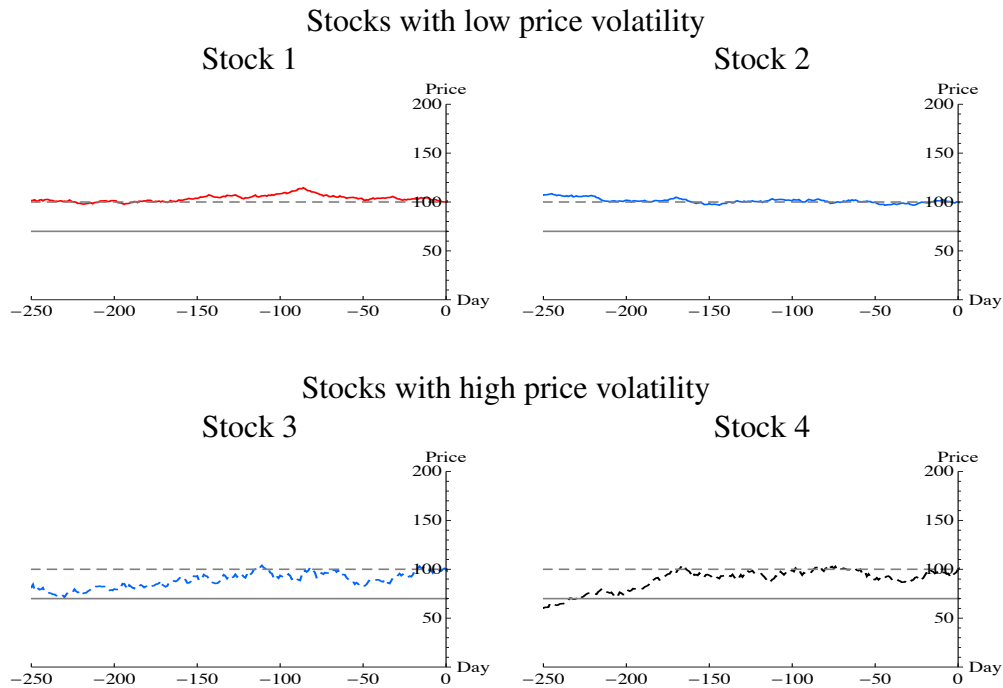 Stocks with low price volatility
Stock 1
Stock 2
Price
200
150
100
50
Day
−250 −200 −150 −100 −50 0
Price
200
150
100
50
Day
−250 −200 −150 −100 −50 0
Stocks with high price volatility
Stock 3
Stock 4
Price
200
150
100
50
Day
−250 −200 −150 −100 −50 0
Price
200
150
100
50
Day
−250 −200 −150 −100 −50 0